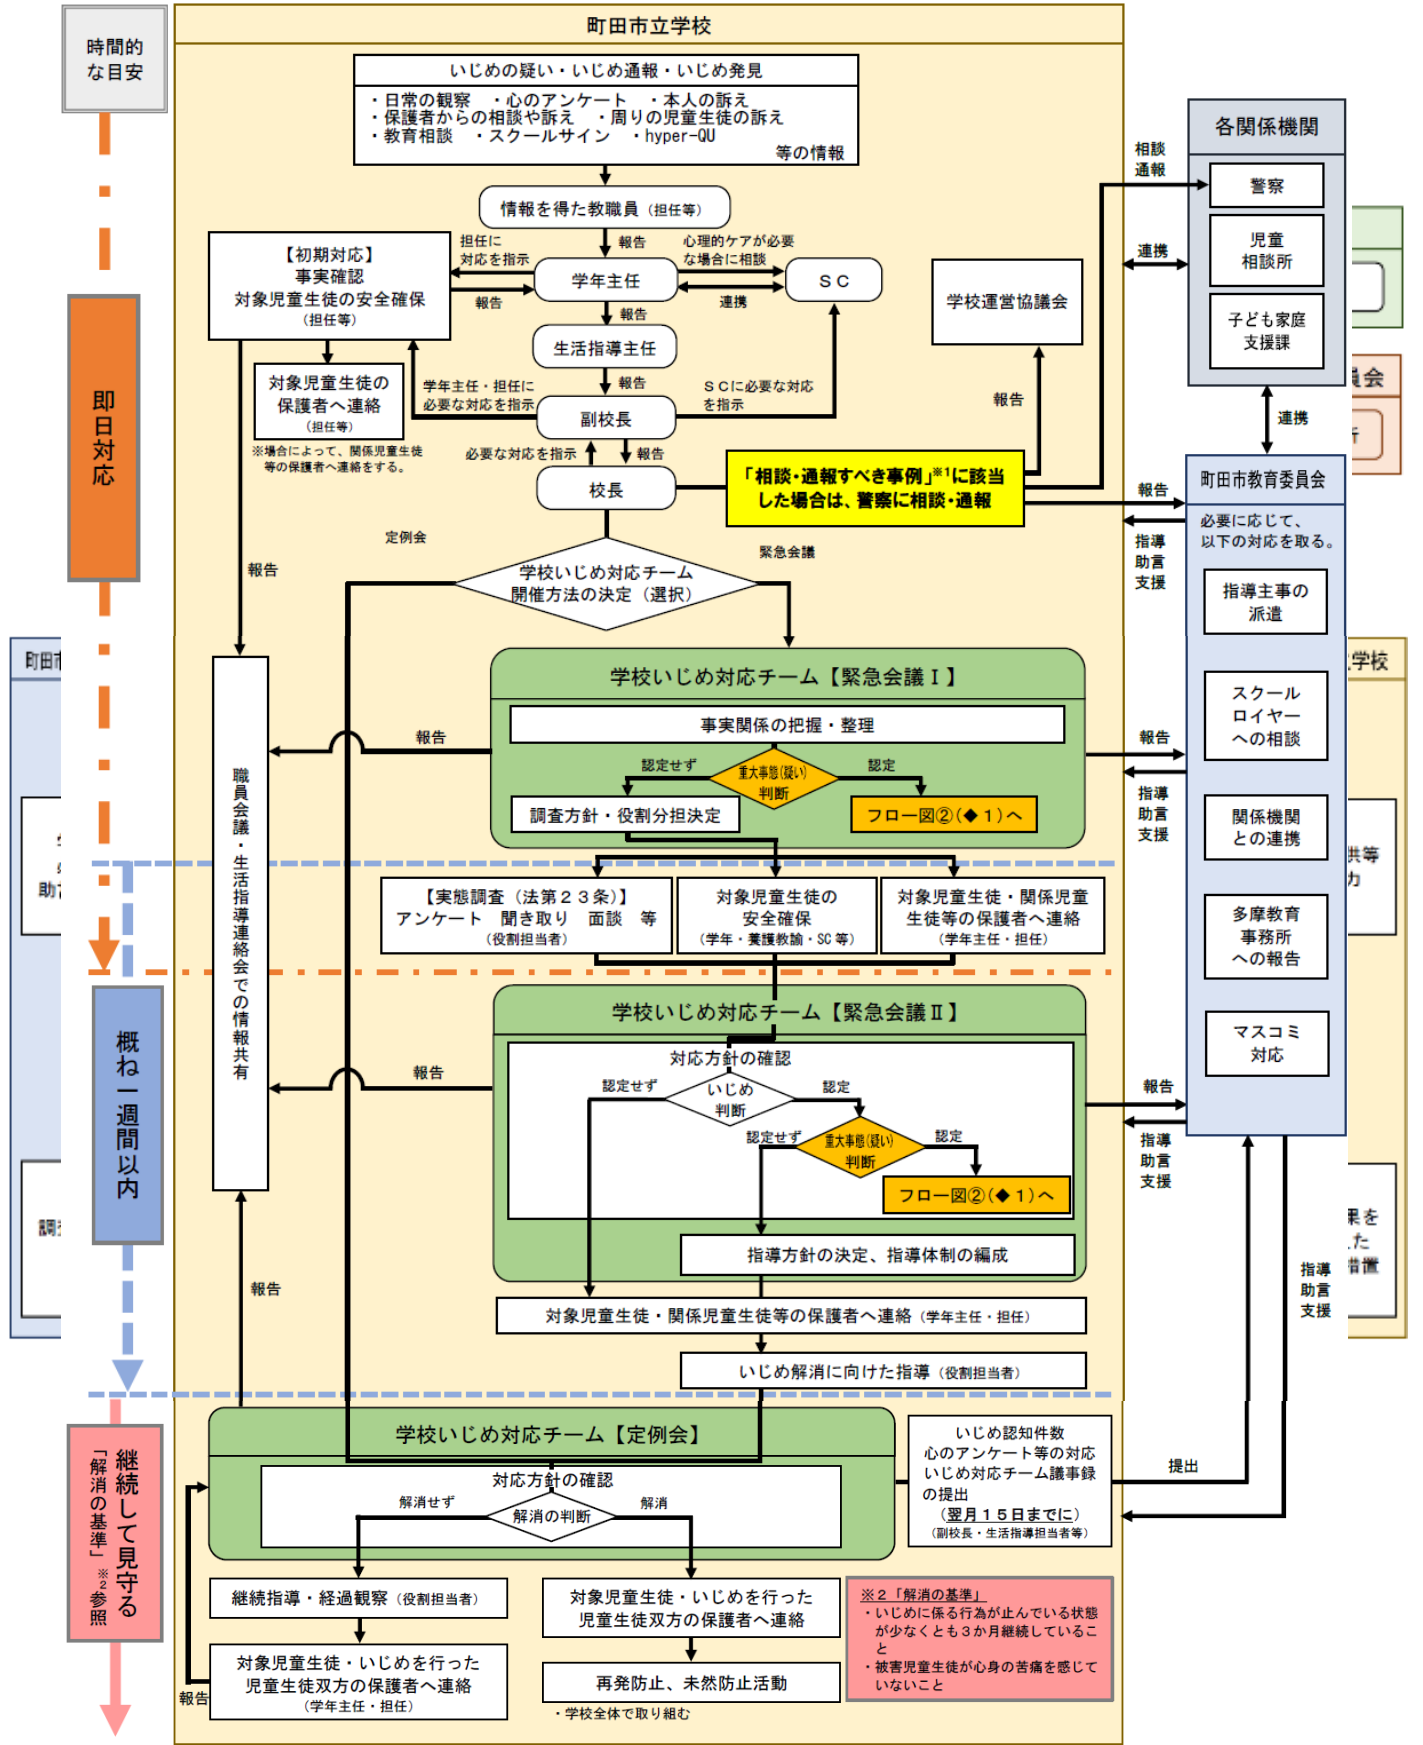 時間的
な目安
町田市立学校
いじめの疑い・いじめ通報・いじめ発見
・日常の観察　・心のアンケート　・本人の訴え
・保護者からの相談や訴え　・周りの児童生徒の訴え
・教育相談　・スクールサイン　・hyper-QU
等の情報
情報を得た教職員（担任等）
報告
担任に
対応を指示
心理的ケアが必要
な場合に相談
【初期対応】
事実確認
対象児童生徒の安全確保
（担任等）
学年主任
ＳＣ
報告
連携
報告
生活指導主任
報告
対象児童生徒の
保護者へ連絡
（担任等）
※場合によって、関係児童生徒
等の保護者へ連絡をする。
学年主任・担任に
必要な対応を指示
副校長
ＳＣに必要な対応
を指示
必要な対応を指示
報告
校長
「相談・通報すべき事例」※1に該当
した場合は、警察に相談・通報
学校運営協議会
報告
相談
通報
連携
各関係機関
警察
児童
相談所
子ども家庭
支援課
連携
員会
即日対応
定例会
緊急会議
学校いじめ対応チーム
開催方法の決定（選択）
報告
報告
指導
助言
支援
町田市教育委員会
必要に応じて、
以下の対応を取る。
指導主事の
派遣
スクール
ロイヤー
への相談
関係機関
との連携
多摩教育
事務所
への報告
マスコミ
対応
町田市
助言
調
学校
供等
力
果を
た
措置
学校いじめ対応チーム【緊急会議Ⅰ】
事実関係の把握・整理
報告
認定せず
重大事態(疑い)
判断
認定
調査方針・役割分担決定
フロー図②(◆１)へ
報告
指導
助言
支援
職員会議・生活指導連絡会での情報共有
【実態調査（法第２３条）】
アンケート　聞き取り　面談　等
（役割担当者）
対象児童生徒の
安全確保
（学年・養護教諭・SC 等）
対象児童生徒・関係児童
生徒等の保護者へ連絡
（学年主任・担任）
概ね一週間以内
学校いじめ対応チーム【緊急会議Ⅱ】
対応方針の確認
報告
認定せず
いじめ
判断
認定
認定せず
重大事態(疑い)
判断
認定
フロー図②(◆１)へ
報告
指導
助言
支援
指導方針の決定、指導体制の編成
報告
対象児童生徒・関係児童生徒等の保護者へ連絡（学年主任・担任）
いじめ解消に向けた指導（役割担当者）
指導
助言
支援
継続して見守る
「解消の基準」※2参照
学校いじめ対応チーム【定例会】
対応方針の確認
解消せず
解消の判断
解消
いじめ認知件数
心のアンケート等の対応
いじめ対応チーム議事録
の提出
（翌月１５日までに）
（副校長・生活指導担当者等）
提出
継続指導・経過観察（役割担当者）
対象児童生徒・いじめを行った
児童生徒双方の保護者へ連絡
（学年主任・担任）
報告
対象児童生徒・いじめを行った
児童生徒双方の保護者へ連絡
再発防止、未然防止活動
・学校全体で取り組む
※２「解消の基準」
・いじめに係る行為が止んでいる状態
が少なくとも３か月継続しているこ
と
・被害児童生徒が心身の苦痛を感じて
いないこと